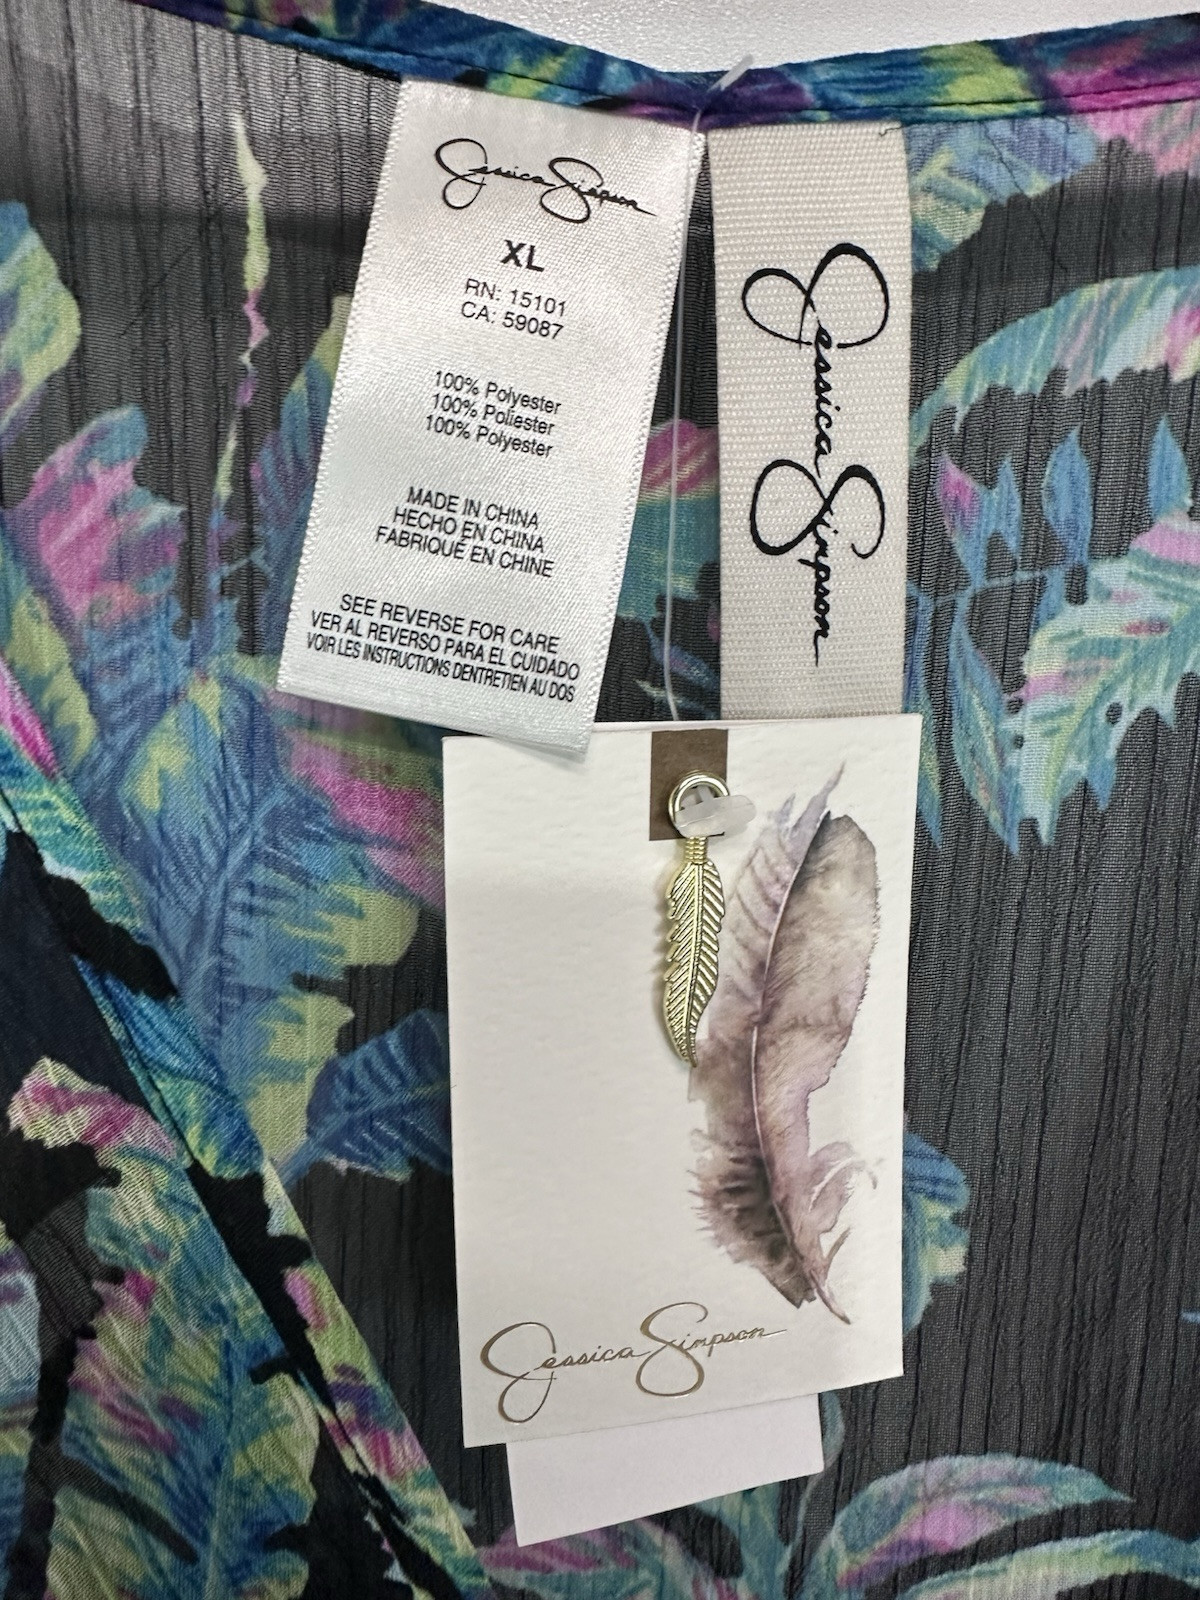 Jessica Simpson
XL
RN: 15101
CA: 59087
100% Polyester
100% Poliester
100% Polyester
MADE IN CHINA
HECHO EN CHINA
FABRIQUÉ EN CHINE
SEE REVERSE FOR CARE
VER AL REVERSO PARA EL CUIDADO
VOIR LES INSTRUCTIONS DENTRETIEN AU DOS
Jessica Simpson
Jessica Simpson